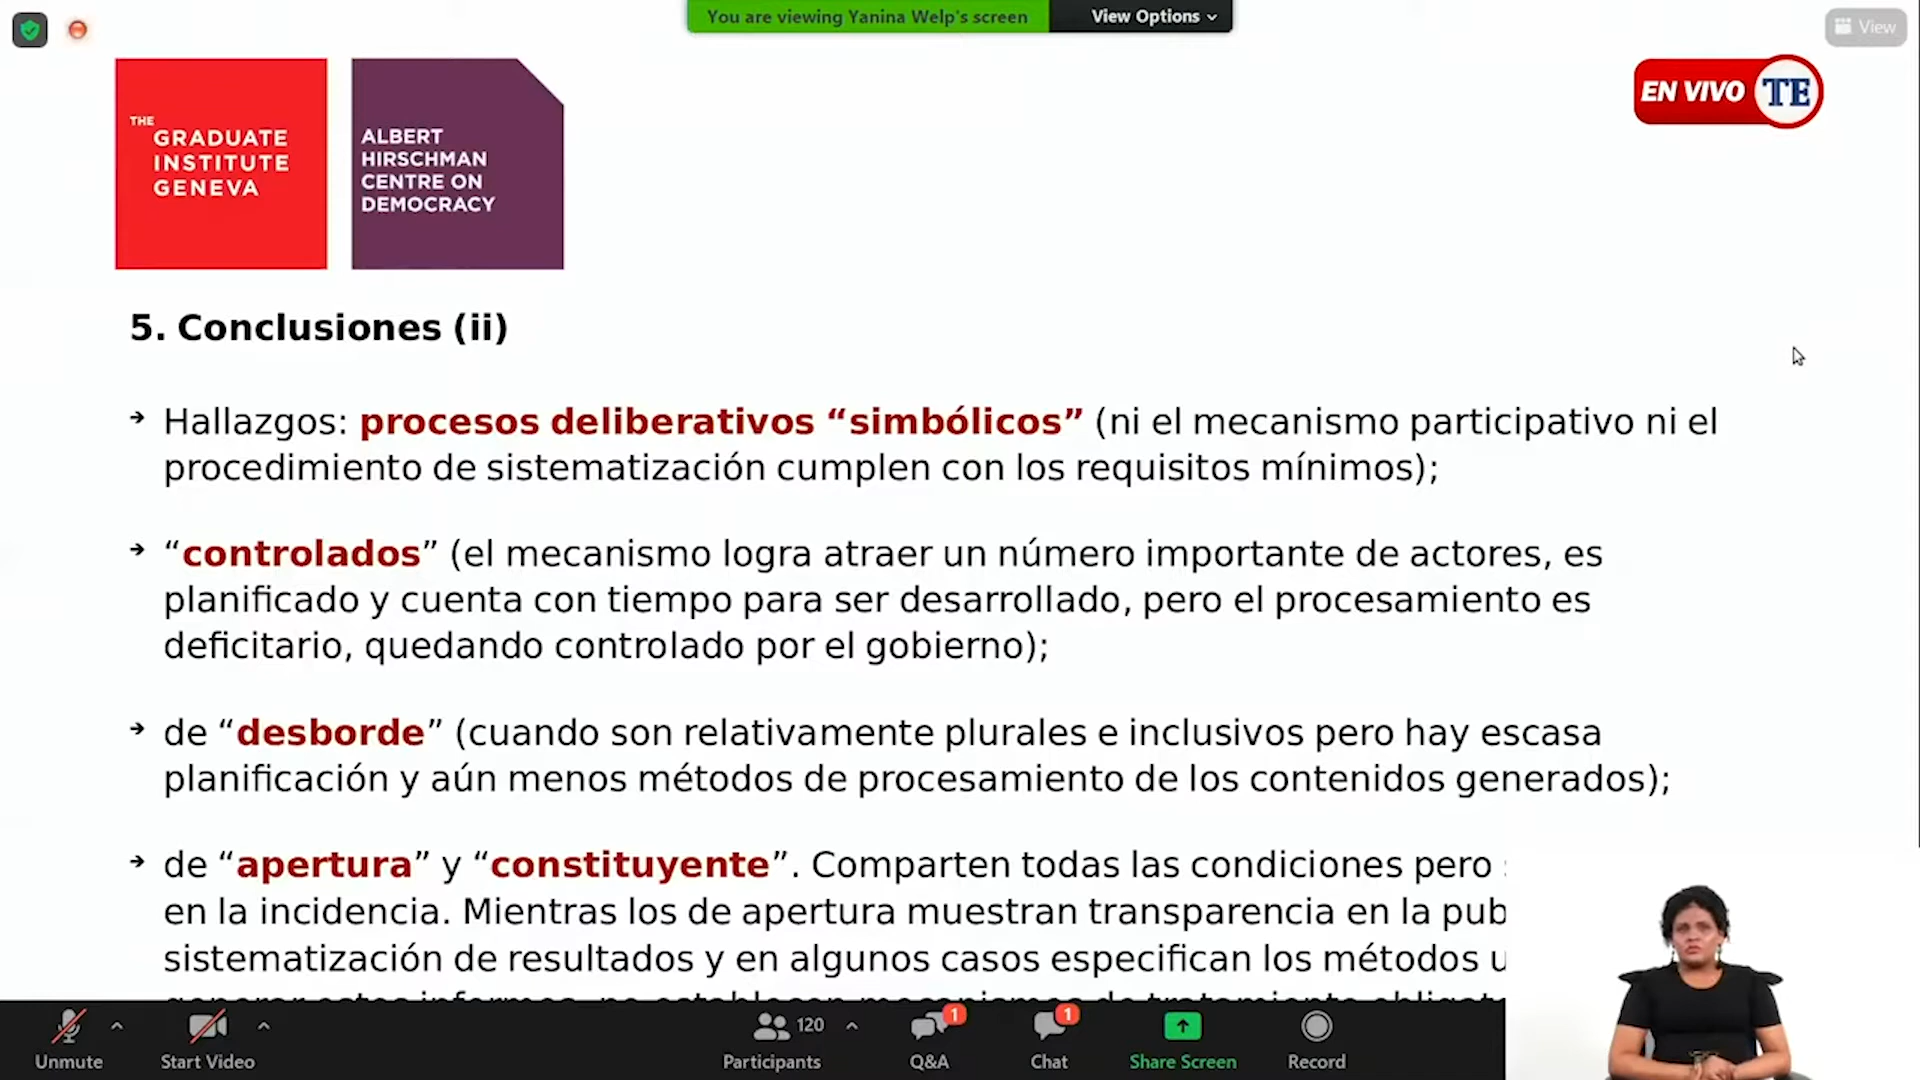 You are viewing Yanina Welp's screen
View Options
View
THE
GRADUATE
INSTITUTE
GENEVA
ALBERT
HIRSCHMAN
CENTRE ON
DEMOCRACY
EN VIVO TE
5. Conclusiones (ii)
➔ Hallazgos: procesos deliberativos “simbólicos” (ni el mecanismo participativo ni el
procedimiento de sistematización cumplen con los requisitos mínimos);
➔ “controlados” (el mecanismo logra atraer un número importante de actores, es
planificado y cuenta con tiempo para ser desarrollado, pero el procesamiento es
deficitario, quedando controlado por el gobierno);
➔ de “desborde” (cuando son relativamente plurales e inclusivos pero hay escasa
planificación y aún menos métodos de procesamiento de los contenidos generados);
➔ de “apertura” y “constituyente”. Comparten todas las condiciones pero
en la incidencia. Mientras los de apertura muestran transparencia en la pub
sistematización de resultados y en algunos casos especifican los métodos u
Unmute
Start Video
120
Participants
1
Q&A
1
Chat
Share Screen
Record